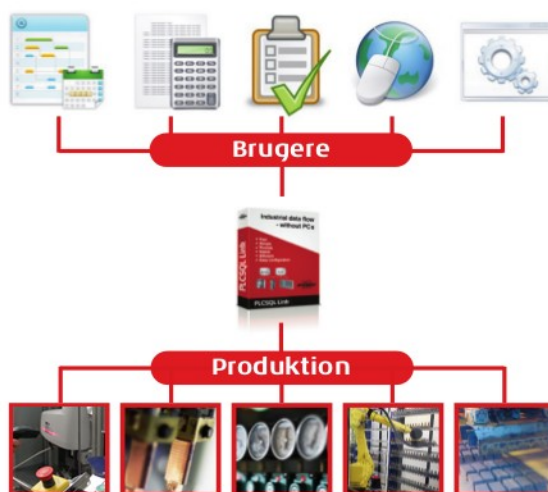 Brugere
Industrial data flow
- without PCs
PLCSQL Link
PLCSQL Link
Produktion